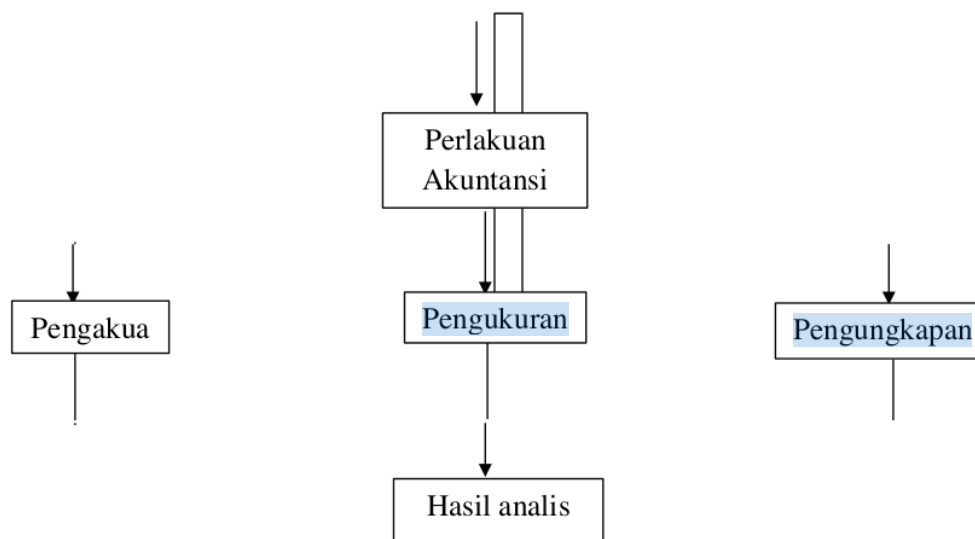 Perlakuan
Akuntansi
Pengakua
Pengukuran
Pengungkapan
Hasil analis